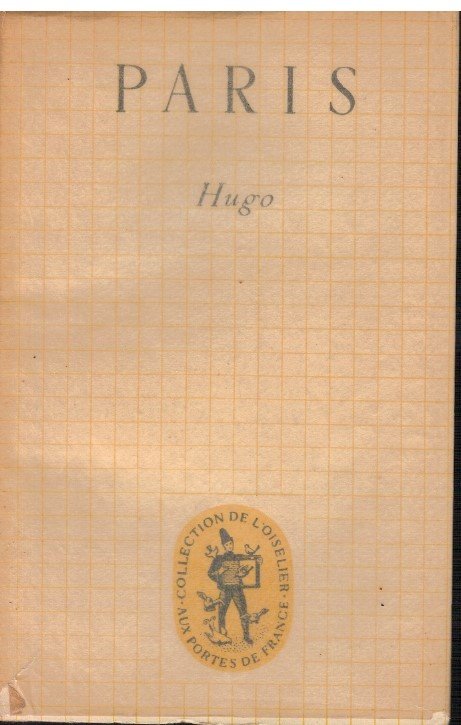 PARIS
Hugo
COLLECTION DE L'OISELIER
AUX PORTES DE FRANCE